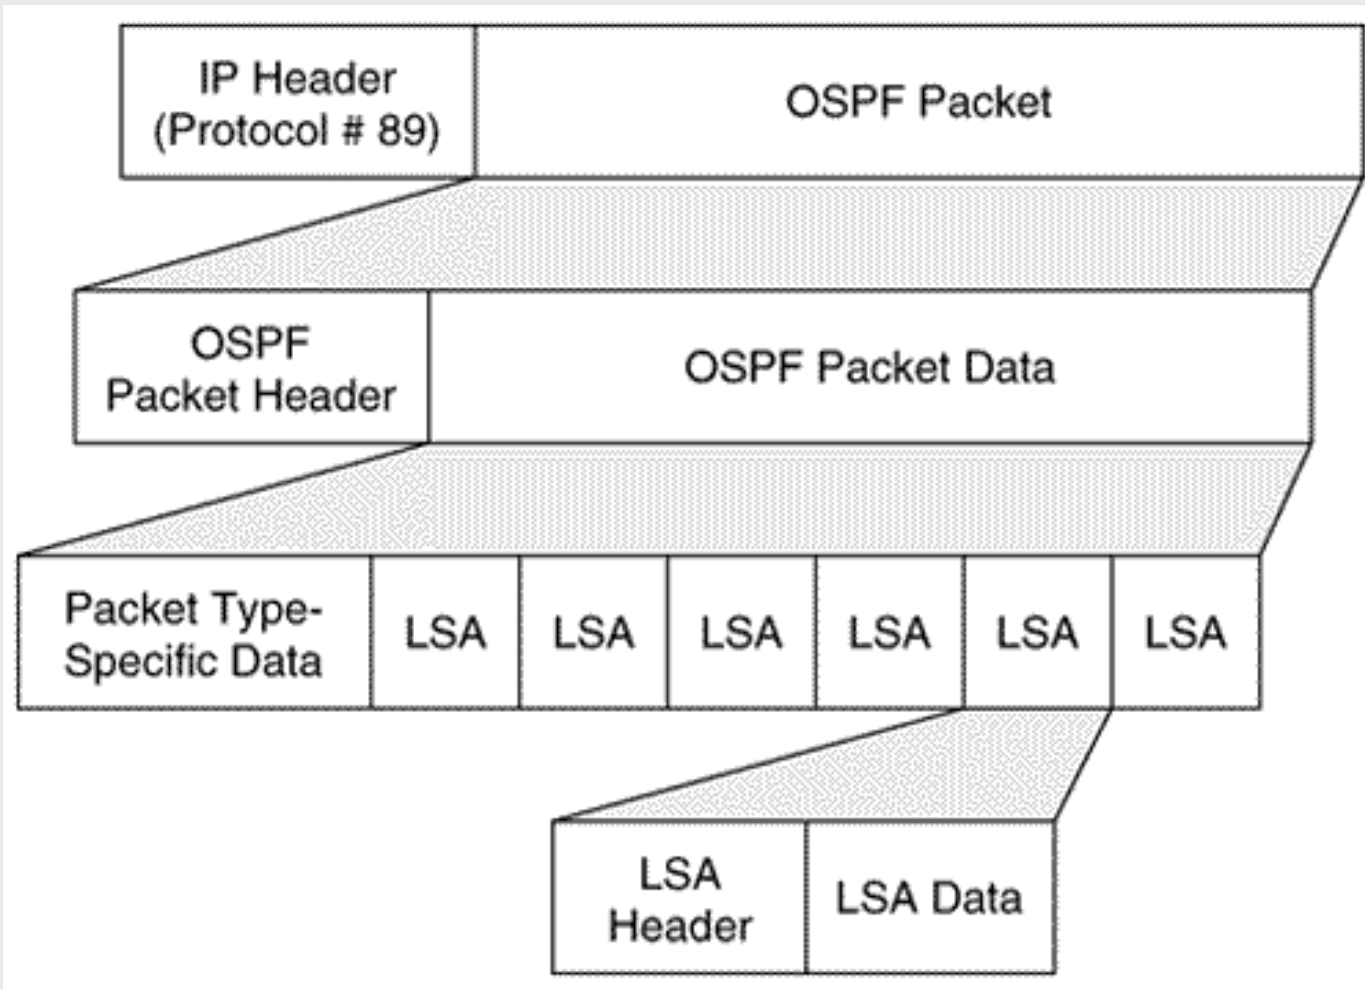 IP Header
(Protocol # 89)
OSPF Packet
OSPF
Packet Header
OSPF Packet Data
Packet Type-
Specific Data
LSA
LSA
LSA
LSA
LSA
LSA
LSA
Header
LSA Data